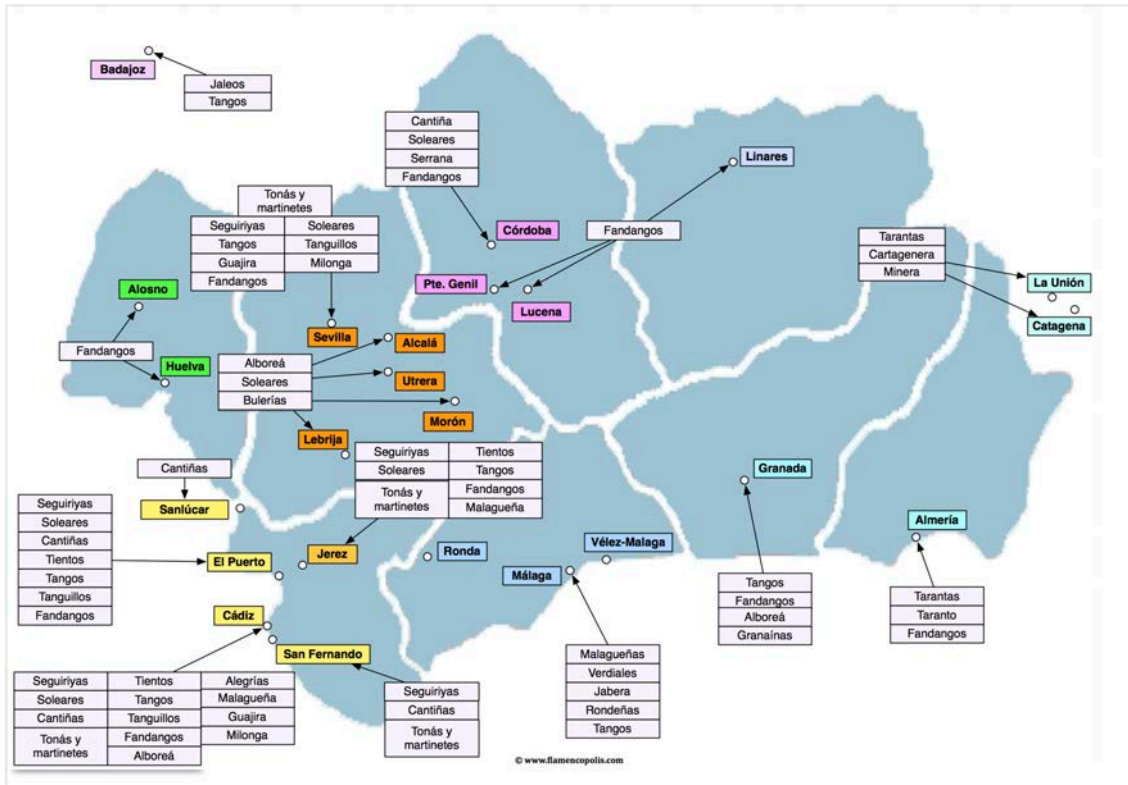 Badajoz
Jaleos
Tangos
Cantiña
Soleares
Serrana
Fandangos
Córdoba
Linares
Fandangos
Pte. Genil
Lucena
Tonás y
martinetes
Seguiriyas
Tangos
Guajira
Fandangos
Soleares
Tanguillos
Milonga
Sevilla
Tarantas
Cartagenera
Minera
La Unión
Catagena
Alosno
Fandangos
Huelva
Alboreá
Soleares
Bulerías
Alcalá
Utrera
Morón
Lebrija
Seguiriyas
Soleares
Tonás y
martinetes
Tientos
Tangos
Fandangos
Malagueña
Jerez
Cantiñas
Sanlúcar
Seguiriyas
Soleares
Cantiñas
Tientos
Tangos
Tanguillos
Fandangos
El Puerto
Ronda
Vélez-Malaga
Málaga
Malagueñas
Verdiales
Jabera
Rondeñas
Tangos
Granada
Tangos
Fandangos
Alboreá
Granaínas
Almería
Tarantas
Taranto
Fandangos
Cádiz
Seguiriyas
Soleares
Cantiñas
Tonás y
martinetes
Tientos
Tangos
Tanguillos
Fandangos
Alboreá
Alegrías
Malagueña
Guajira
Milonga
San Fernando
Seguiriyas
Cantiñas
Tonás y
martinetes
© www.flamencopolis.com